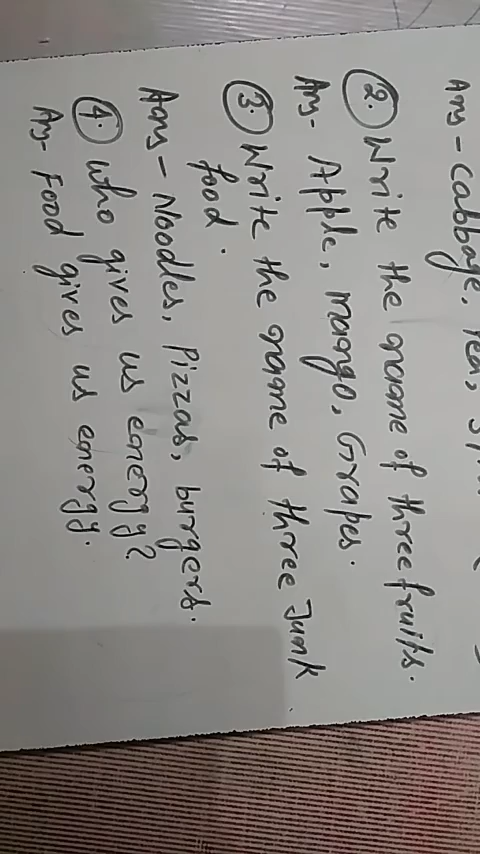 Ans - Cabbage, Pea,
2. Write the name of three fruits.
Ans - Apple, mango, Grapes.
3. Write the name of three Junk
food.
Ans - Noodles, Pizzas, burgers.
4. Who gives us energy?
Ans - Food gives us energy.